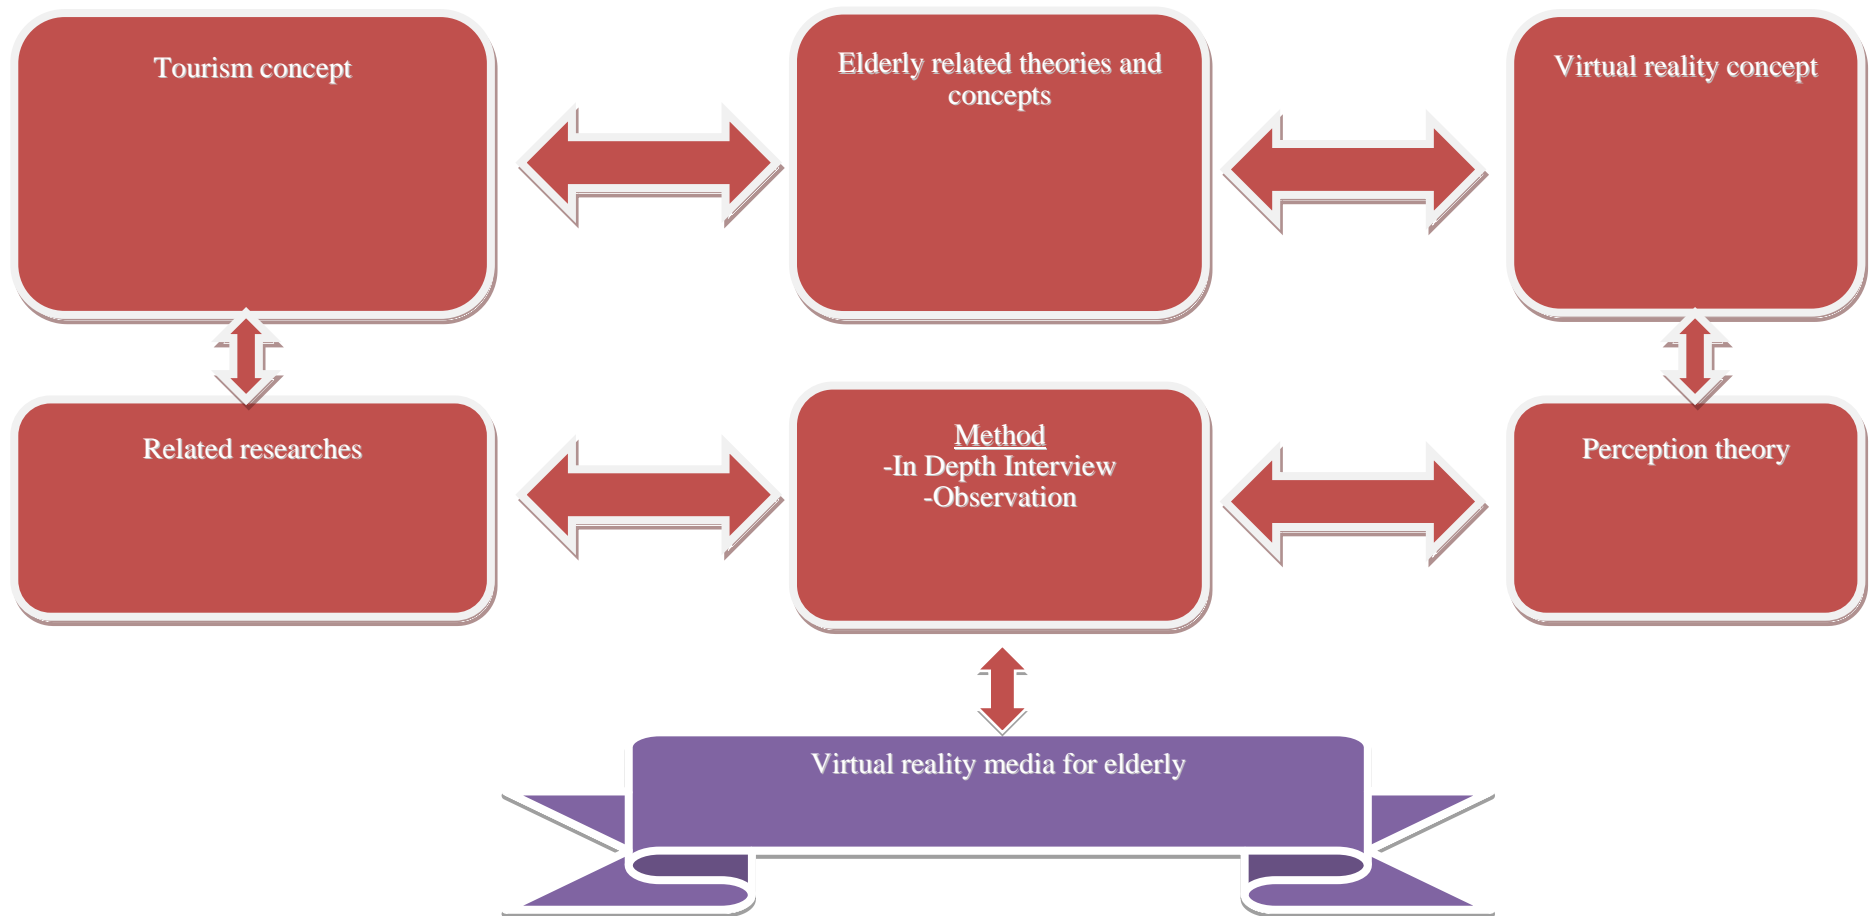 Tourism concept
Elderly related theories and
concepts
Virtual reality concept
Related researches
Method
-In Depth Interview
-Observation
Perception theory
Virtual reality media for elderly